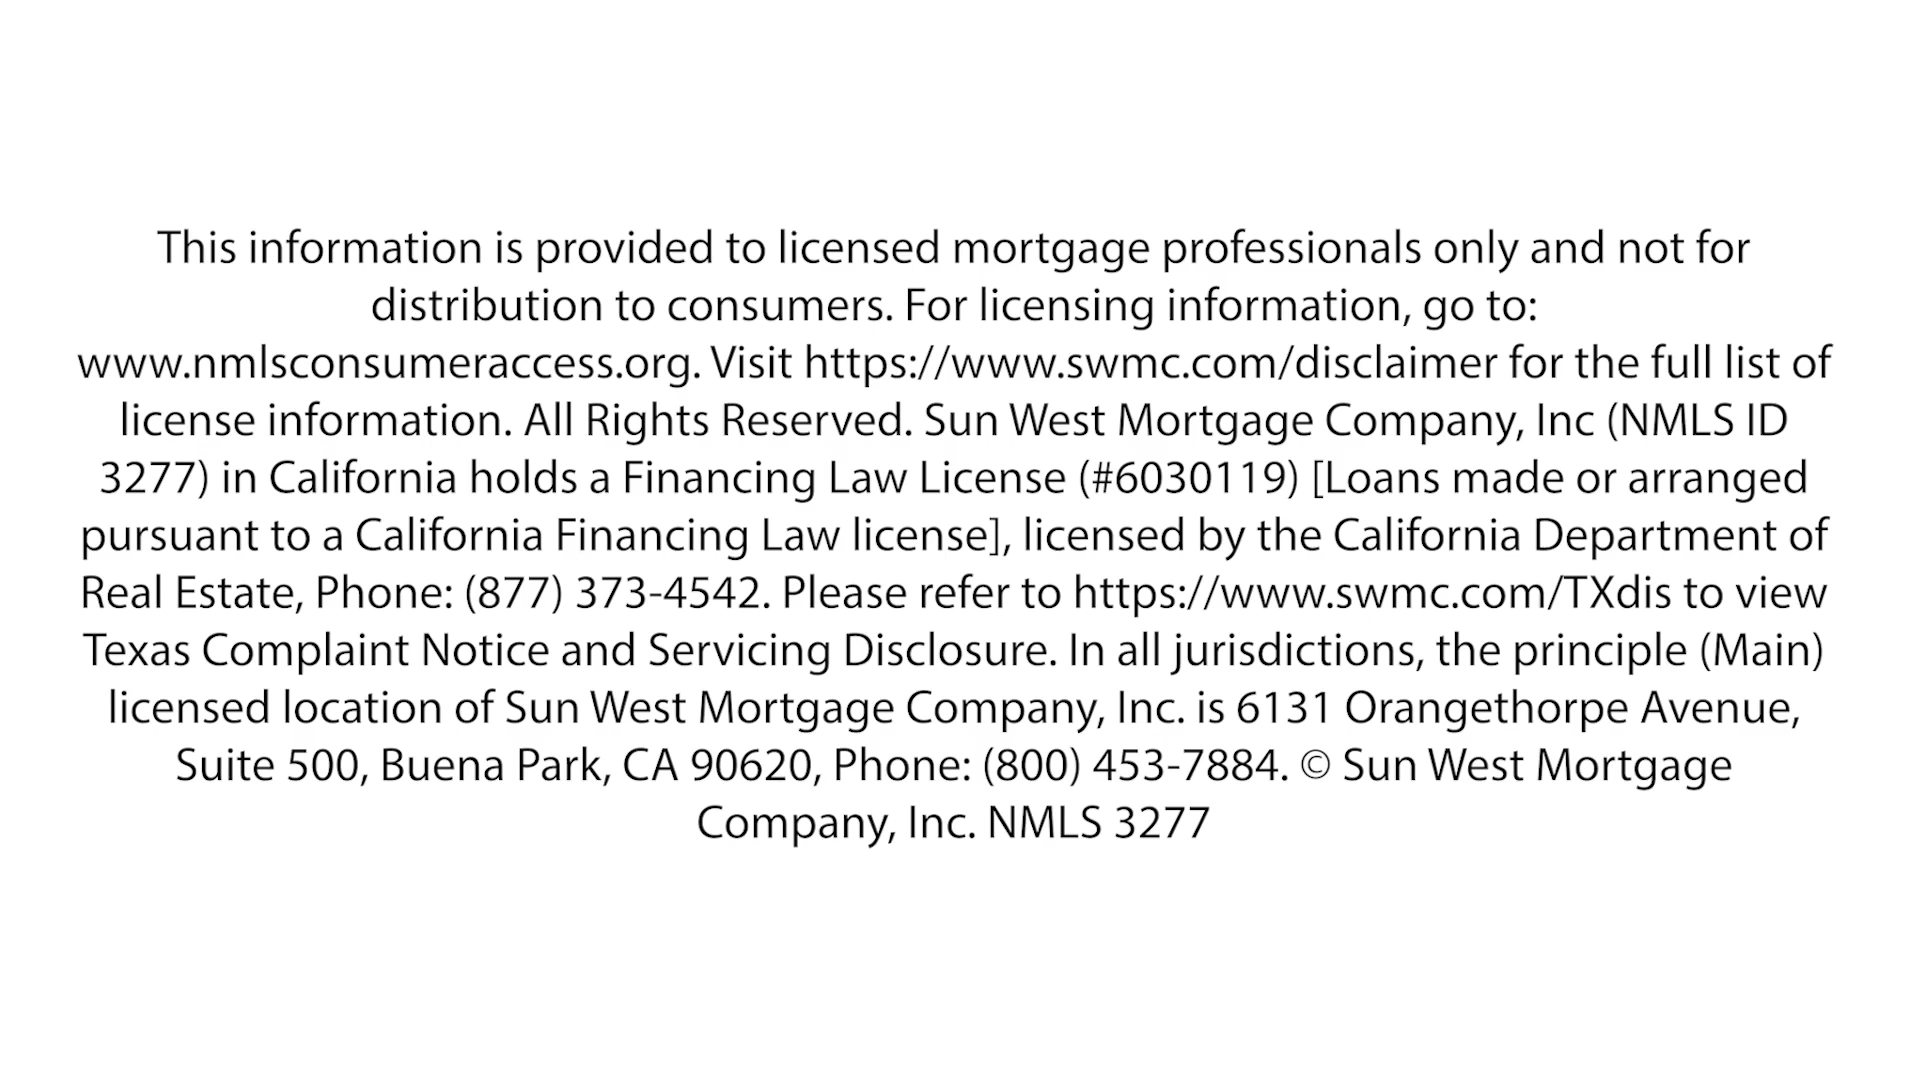 This information is provided to licensed mortgage professionals only and not for
distribution to consumers. For licensing information, go to:
www.nmlsconsumeraccess.org. Visit https://www.swmc.com/disclaimer for the full list of
license information. All Rights Reserved. Sun West Mortgage Company, Inc (NMLS ID
3277) in California holds a Financing Law License (#6030119) [Loans made or arranged
pursuant to a California Financing Law license], licensed by the California Department of
Real Estate, Phone: (877) 373-4542. Please refer to https://www.swmc.com/TXdis to view
Texas Complaint Notice and Servicing Disclosure. In all jurisdictions, the principle (Main)
licensed location of Sun West Mortgage Company, Inc. is 6131 Orangethorpe Avenue,
Suite 500, Buena Park, CA 90620, Phone: (800) 453-7884. © Sun West Mortgage
Company, Inc. NMLS 3277